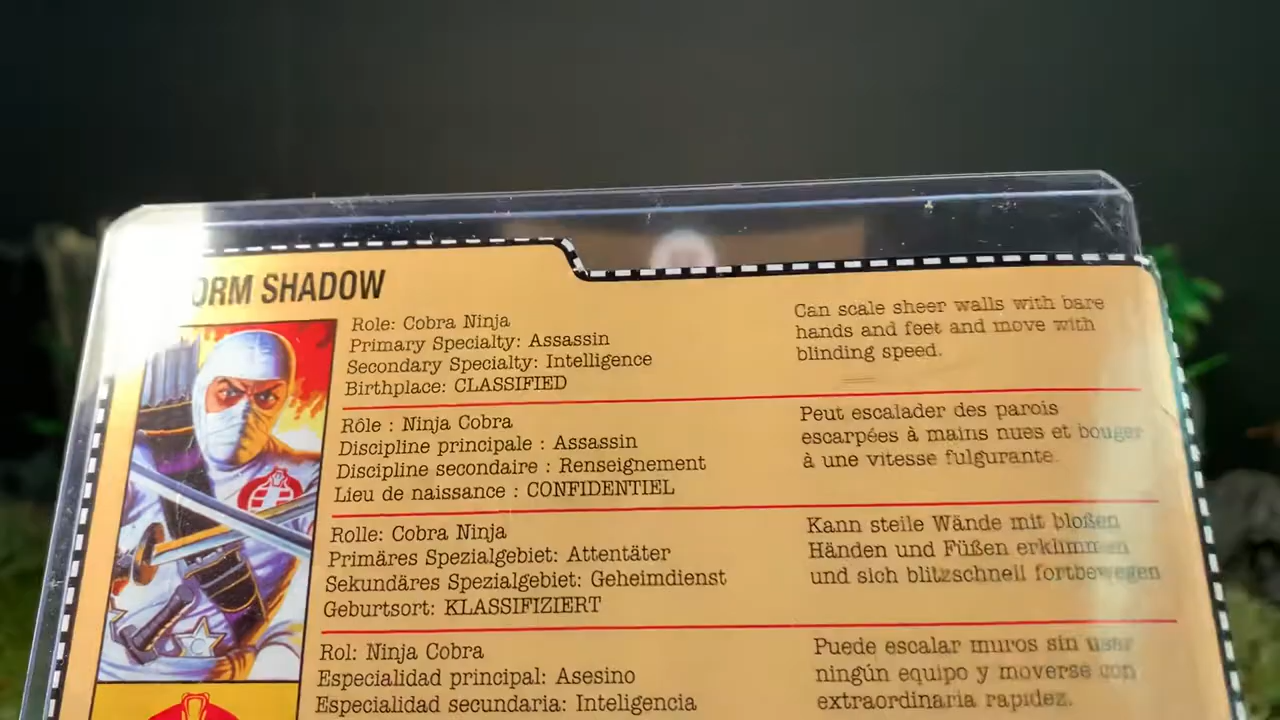 ORM SHADOW
Role: Cobra Ninja
Primary Specialty: Assassin
Secondary Specialty: Intelligence
Birthplace: CLASSIFIED
Can scale sheer walls with bare
hands and feet and move with
blinding speed.
Rôle : Ninja Cobra
Discipline principale : Assassin
Discipline secondaire : Renseignement
Lieu de naissance : CONFIDENTIEL
Peut escalader des parois
escarpées à mains nues et bouger
à une vitesse fulgurante.
Rolle: Cobra Ninja
Primäres Spezialgebiet: Attentäter
Sekundäres Spezialgebiet: Geheimdienst
Geburtsort: KLASSIFIZIERT
Kann steile Wände mit bloßen
Händen und Füßen erklimmen
und sich blitzschnell fortbewegen
Rol: Ninja Cobra
Especialidad principal: Asesino
Especialidad secundaria: Inteligencia
Puede escalar muros sin usar
ningún equipo y moverse con
extraordinaria rapidez.